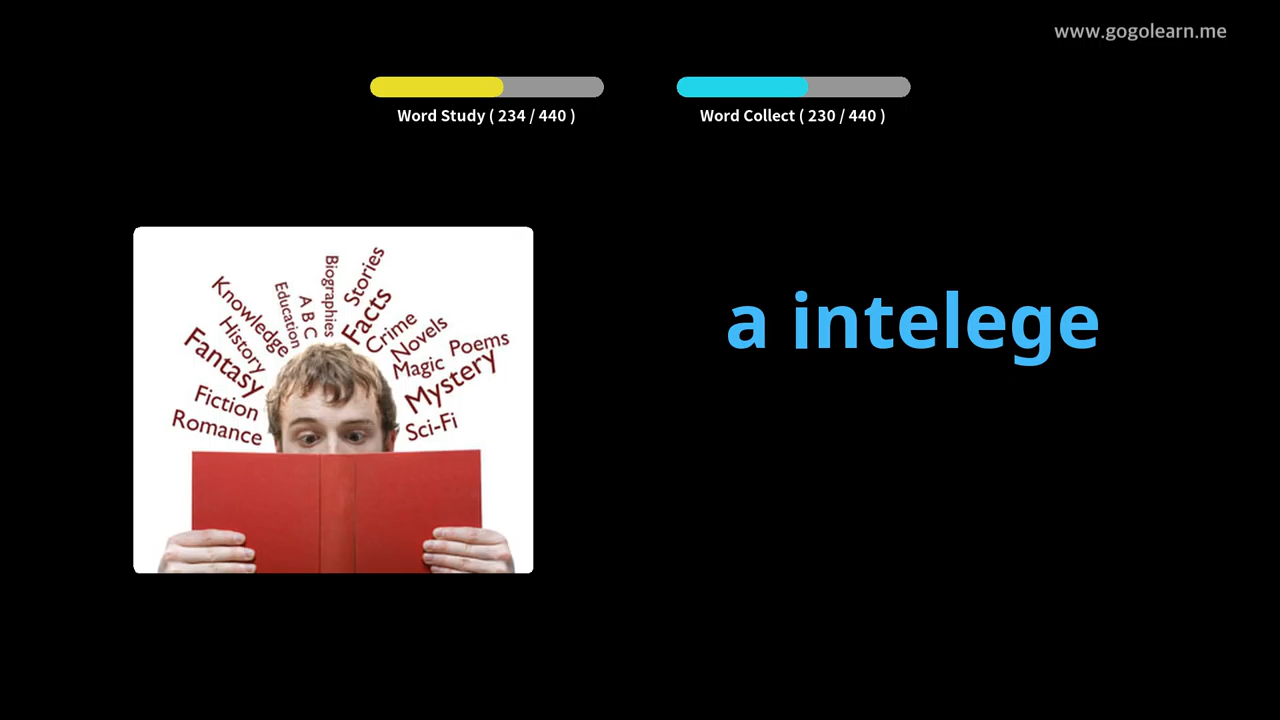 www.gogolearn.me
Word Study ( 234 / 440 )
Word Collect ( 230 / 440 )
a intelege
Biographies
Stories
Education
A B C
Facts
Knowledge
Crime
History
Novels
Fantasy
Magic
Poems
Mystery
Fiction
Romance
Sci-Fi